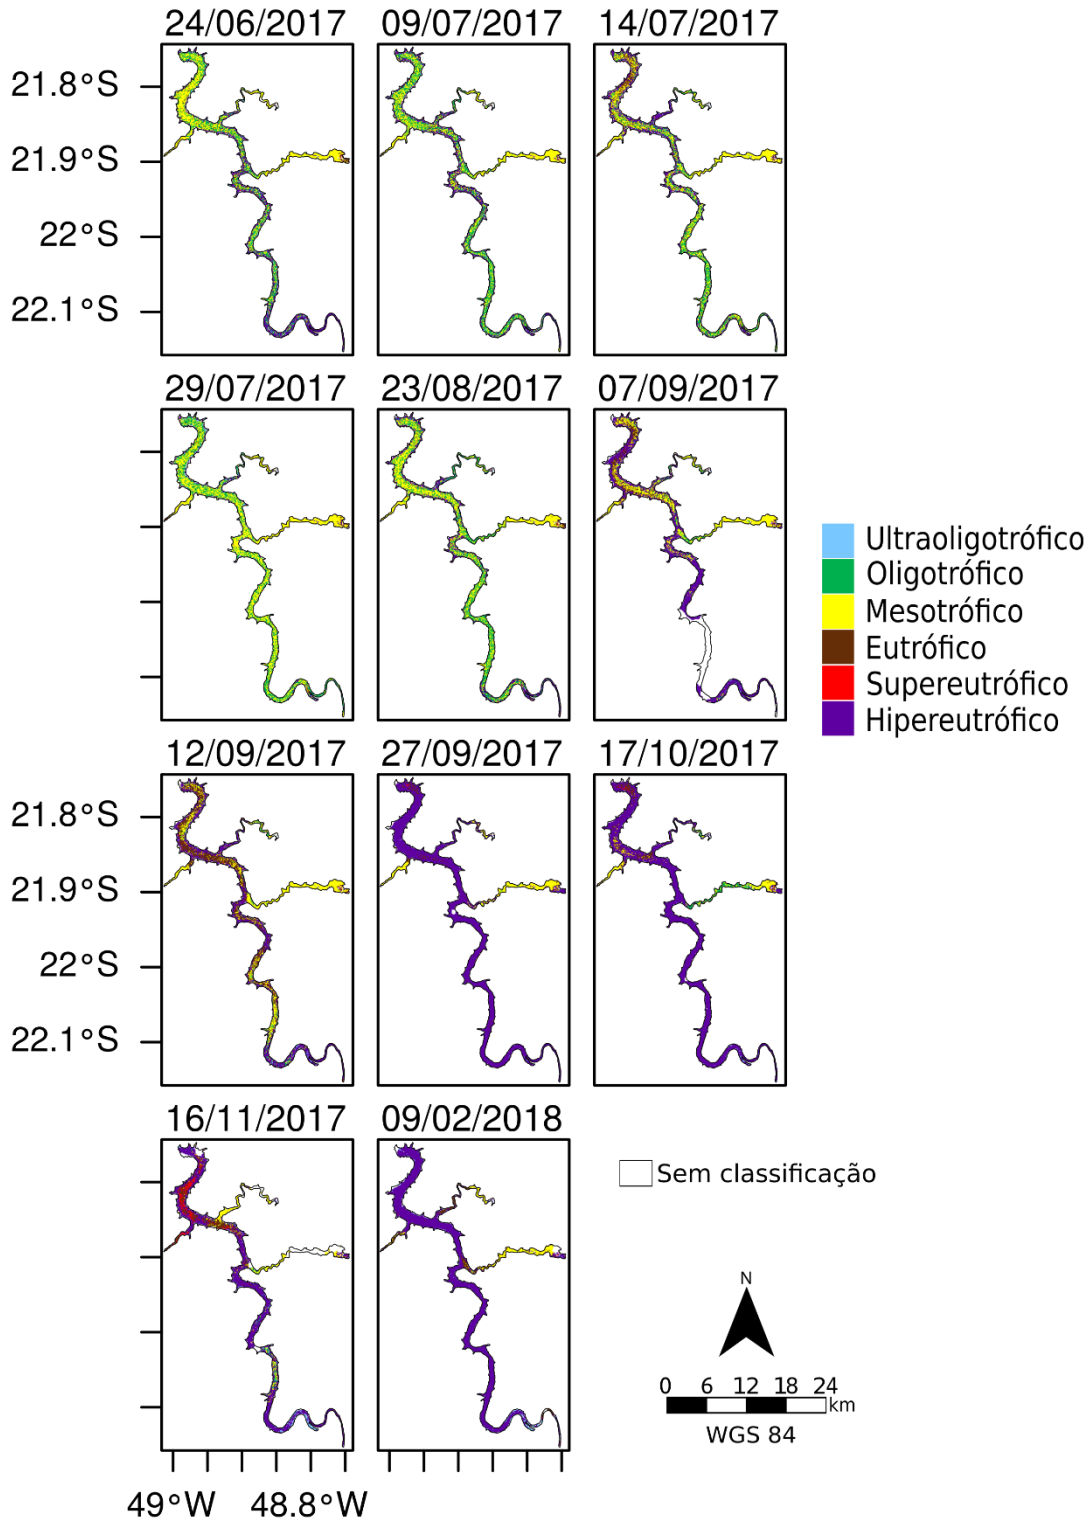 24/06/2017 09/07/2017 14/07/2017
21.8°S
21.9°S
22°S
22.1°S
29/07/2017 23/08/2017 07/09/2017
Ultraoligotrófico
Oligotrófico
Mesotrófico
Eutrófico
Supereutrófico
Hipereutrófico
12/09/2017 27/09/2017 17/10/2017
21.8°S
21.9°S
22°S
22.1°S
16/11/2017 09/02/2018
Sem classificação
N
0 6 12 18 24
km
WGS 84
49°W 48.8°W